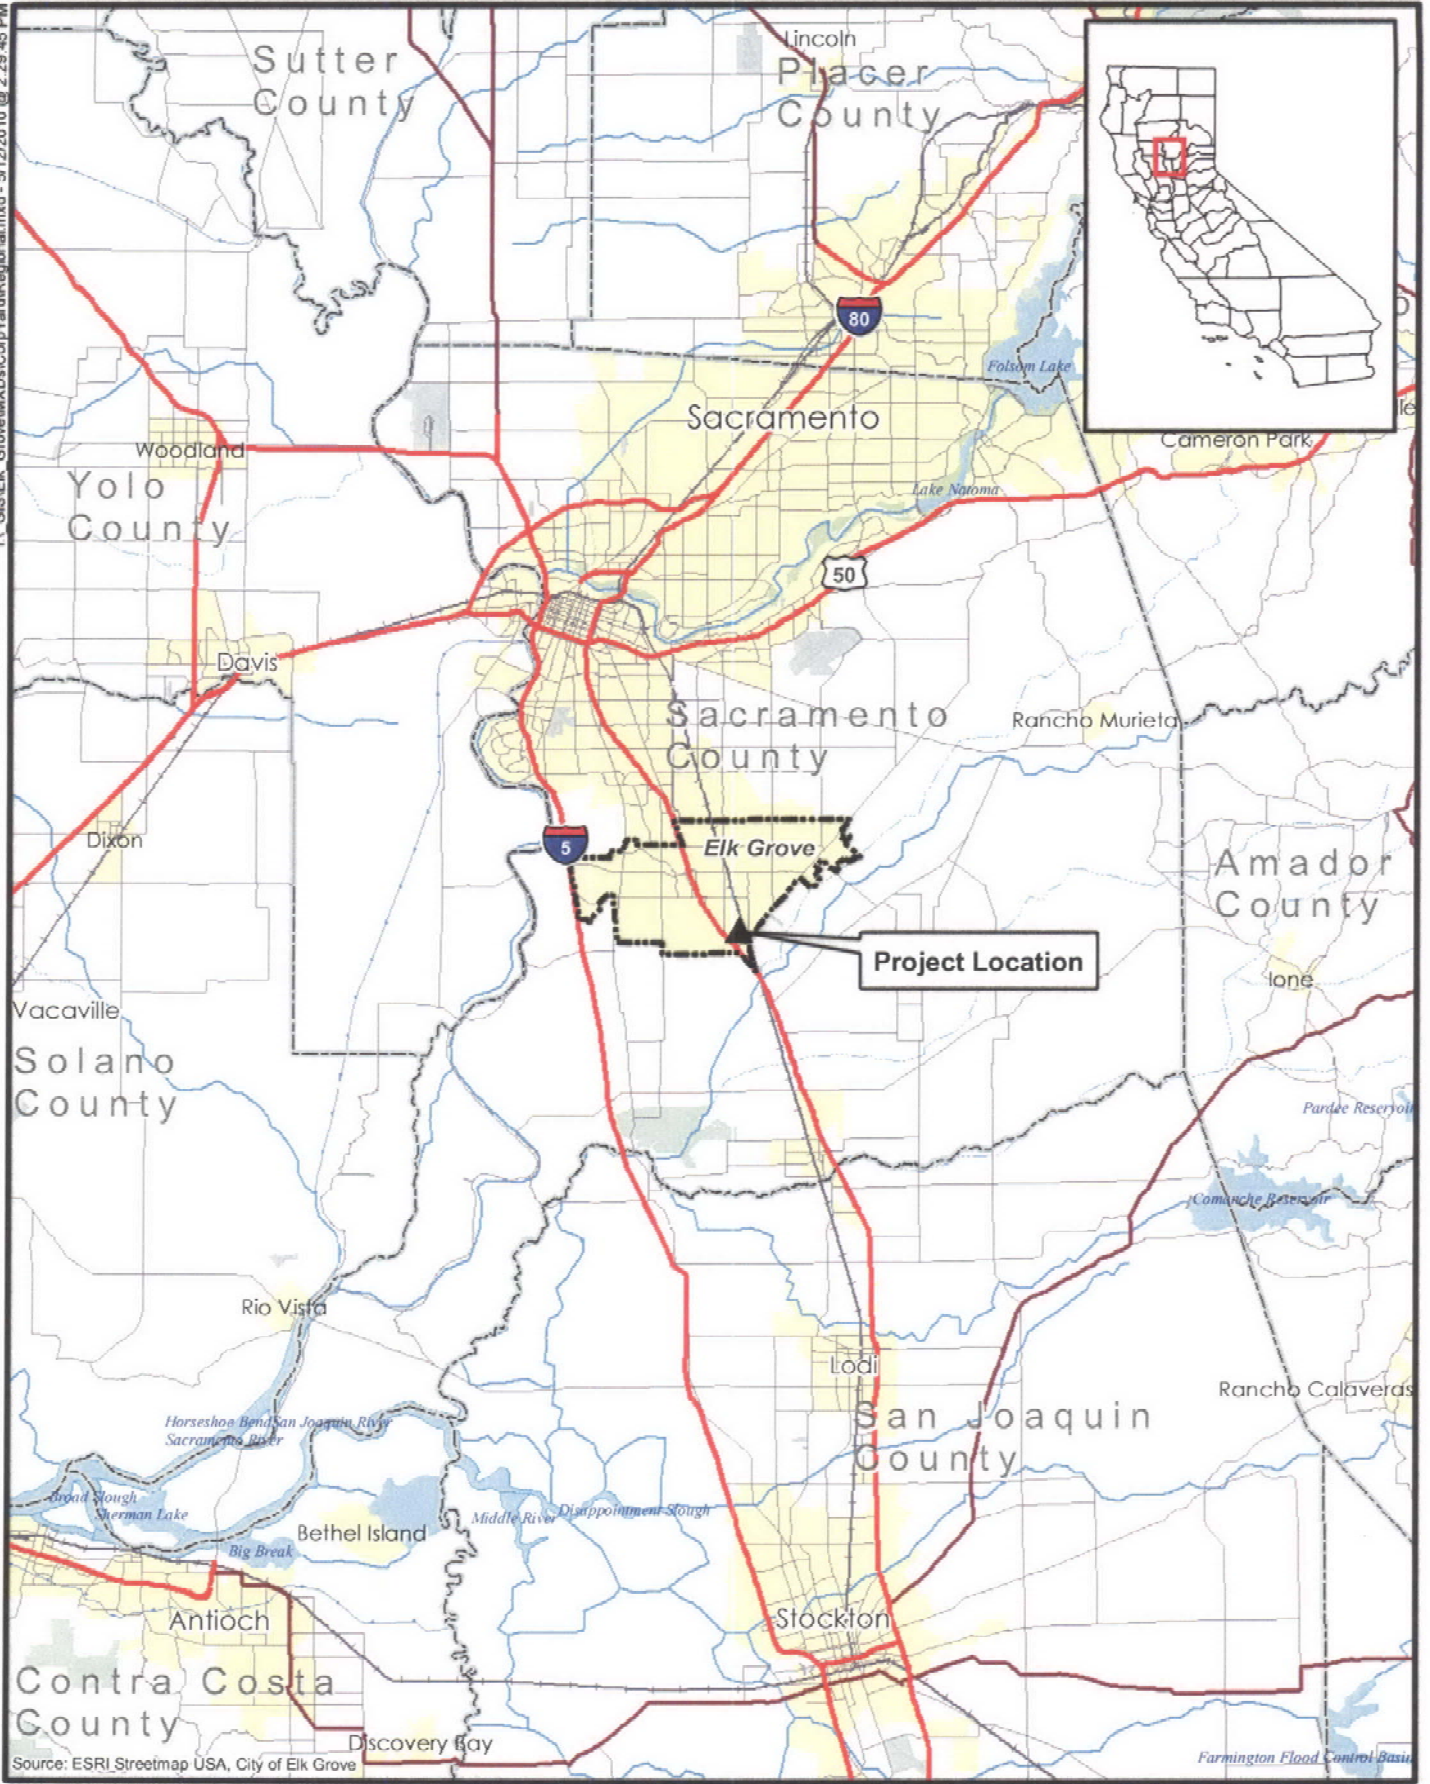 Sutter
County
Lincoln
Placer
County
80
Folsom Lake
Sacramento
Cameron Park
Woodland
Yolo
County
Lake Natoma
50
Davis
Sacramento
County
Rancho Murieta
Dixon
5
Elk Grove
Amador
County
Project Location
Ione
Vacaville
Solano
County
Pardee Reservoir
Comanche Reservoir
Rio Vista
Lodi
Rancho Calaveras
San Joaquin
County
Horseshoe Bend
San Joaquin River
Sacramento River
Broad Slough
Sherman Lake
Middle River
Disappointment Slough
Bethel Island
Big Break
Antioch
Stockton
Contra Costa
County
Discovery Bay
Source: ESRI Streetmap USA, City of Elk Grove
Farmington Flood Control Basin